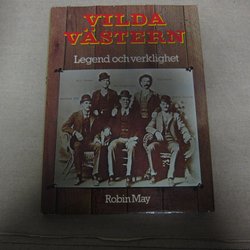 VILDA
VÄSTERN
Legend och verklighet
Robin May